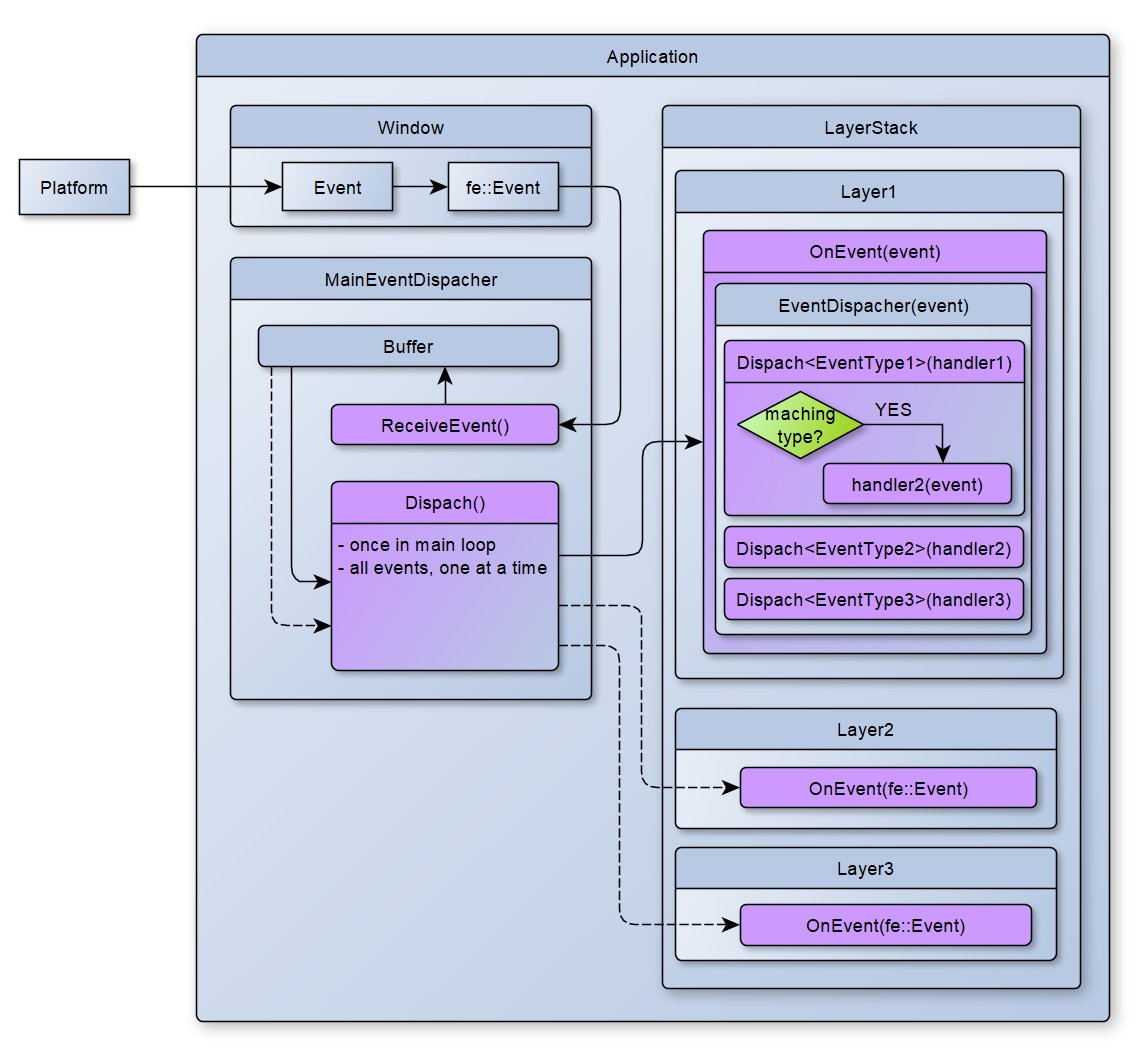 Application
Window
Platform
Event
fe::Event
MainEventDispacher
Buffer
ReceiveEvent()
Dispach()
- once in main loop
- all events, one at a time
LayerStack
Layer1
OnEvent(event)
EventDispacher(event)
Dispach<EventType1>(handler1)
maching
type?
YES
handler2(event)
Dispach<EventType2>(handler2)
Dispach<EventType3>(handler3)
Layer2
OnEvent(fe::Event)
Layer3
OnEvent(fe::Event)